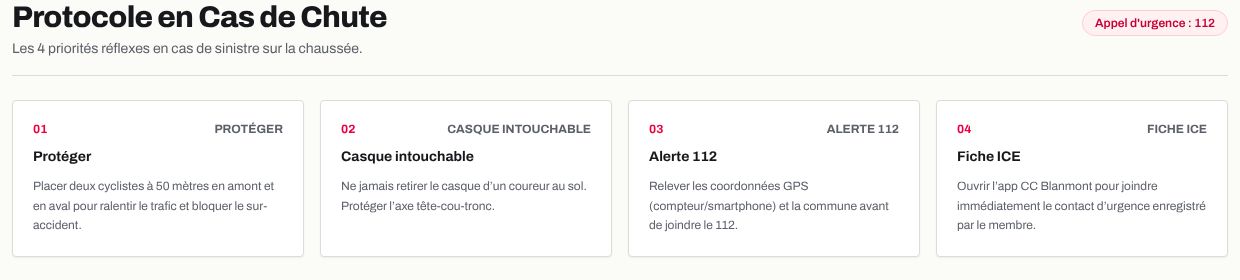 Protocole en Cas de Chute
Appel d'urgence : 112
Les 4 priorités réflexes en cas de sinistre sur la chaussée.
01
PROTÉGER
Protéger
Placer deux cyclistes à 50 mètres en amont et
en aval pour ralentir le trafic et bloquer le sur-
accident.
02
CASQUE INTOUCHABLE
Casque intouchable
Ne jamais retirer le casque d’un coureur au sol.
Protéger l’axe tête-cou-tronc.
03
ALERTE 112
Alerte 112
Relever les coordonnées GPS
(compteur/smartphone) et la commune avant
de joindre le 112.
04
FICHE ICE
Fiche ICE
Ouvrir l’app CC Blanmont pour joindre
immédiatement le contact d’urgence enregistré
par le membre.